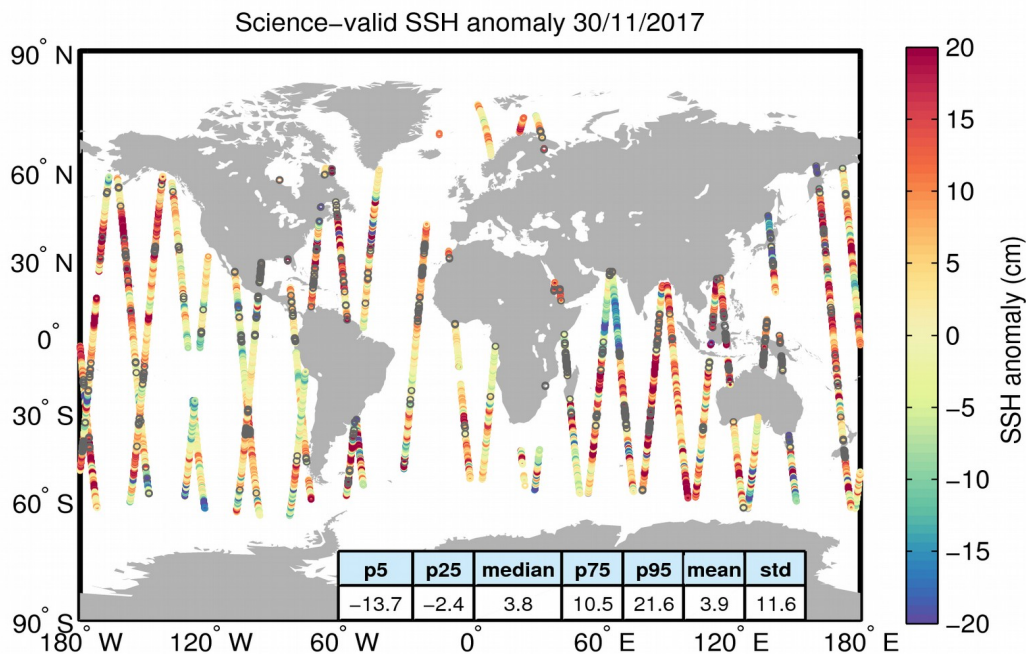 Science−valid SSH anomaly 30/11/2017
90° N
60° N
30° N
0°
30° S
60° S
90° S
180° W
120° W
60° W
0°
60° E
120° E
180° E
p5 p25 median p75 p95 mean std
−13.7 −2.4 3.8 10.5 21.6 3.9 11.6
20
15
10
5
0
−5
−10
−15
−20
SSH anomaly (cm)